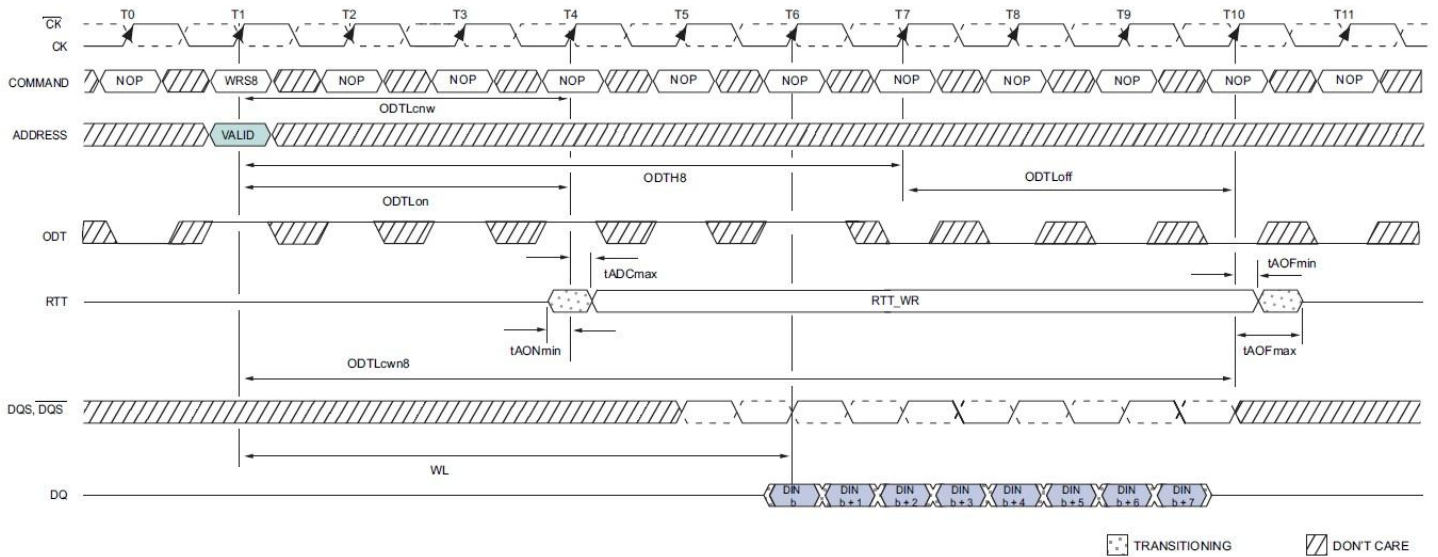 T0 T1 T2 T3 T4 T5 T6 T7 T8 T9 T10 T11
CK
CK
COMMAND NOP WRS8 NOP NOP NOP NOP NOP NOP NOP NOP NOP NOP
ODTLcnw
ADDRESS VALID
ODTH8 ODTLoff
ODTLon
ODT
tADCmax tAOFmin
RTT RTT_WR
tAONmin tAOFmax
ODTLcwn8
DQS, DQS
WL
DQ DIN b DIN b + 1 DIN b + 2 DIN b + 3 DIN b + 4 DIN b + 5 DIN b + 6 DIN b + 7
TRANSITIONING DON'T CARE